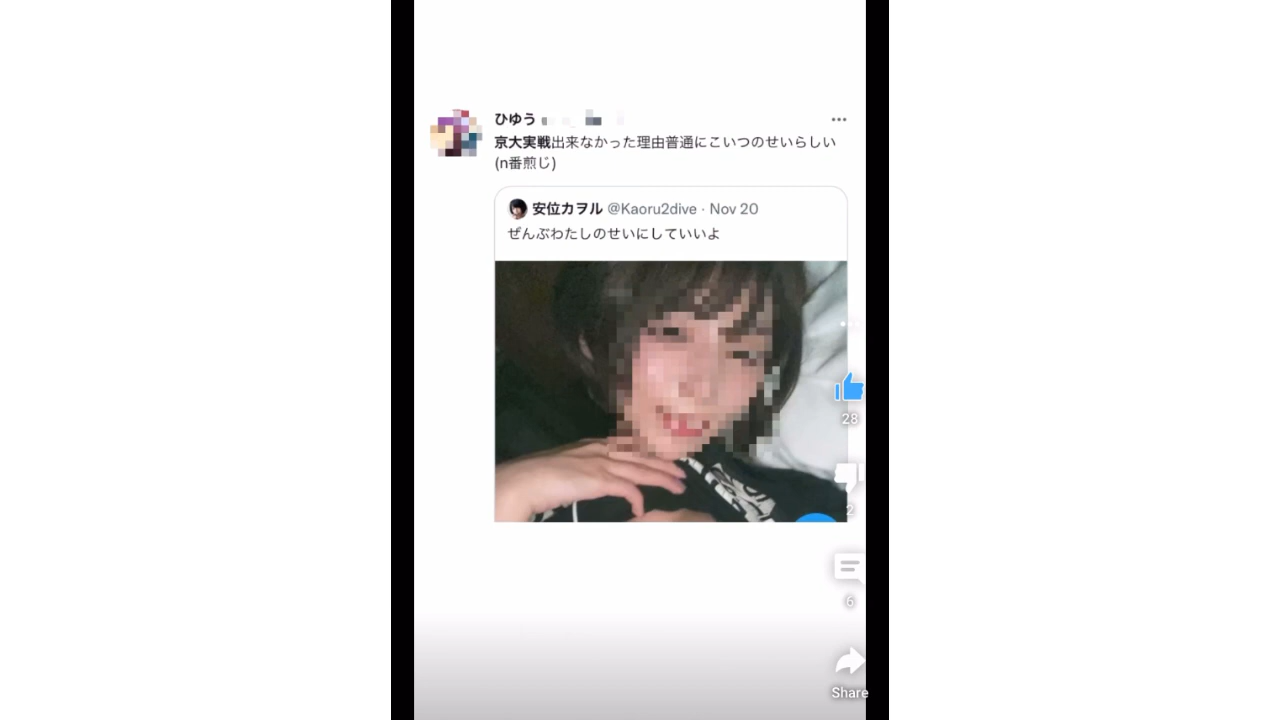 ひゆう
京大実戦出来なかった理由普通にこいつのせいらしい
(n番煎じ)
安位カヲル @Kaoru2dive · Nov 20
ぜんぶわたしのせいにしていいよ
28
2
6
Share